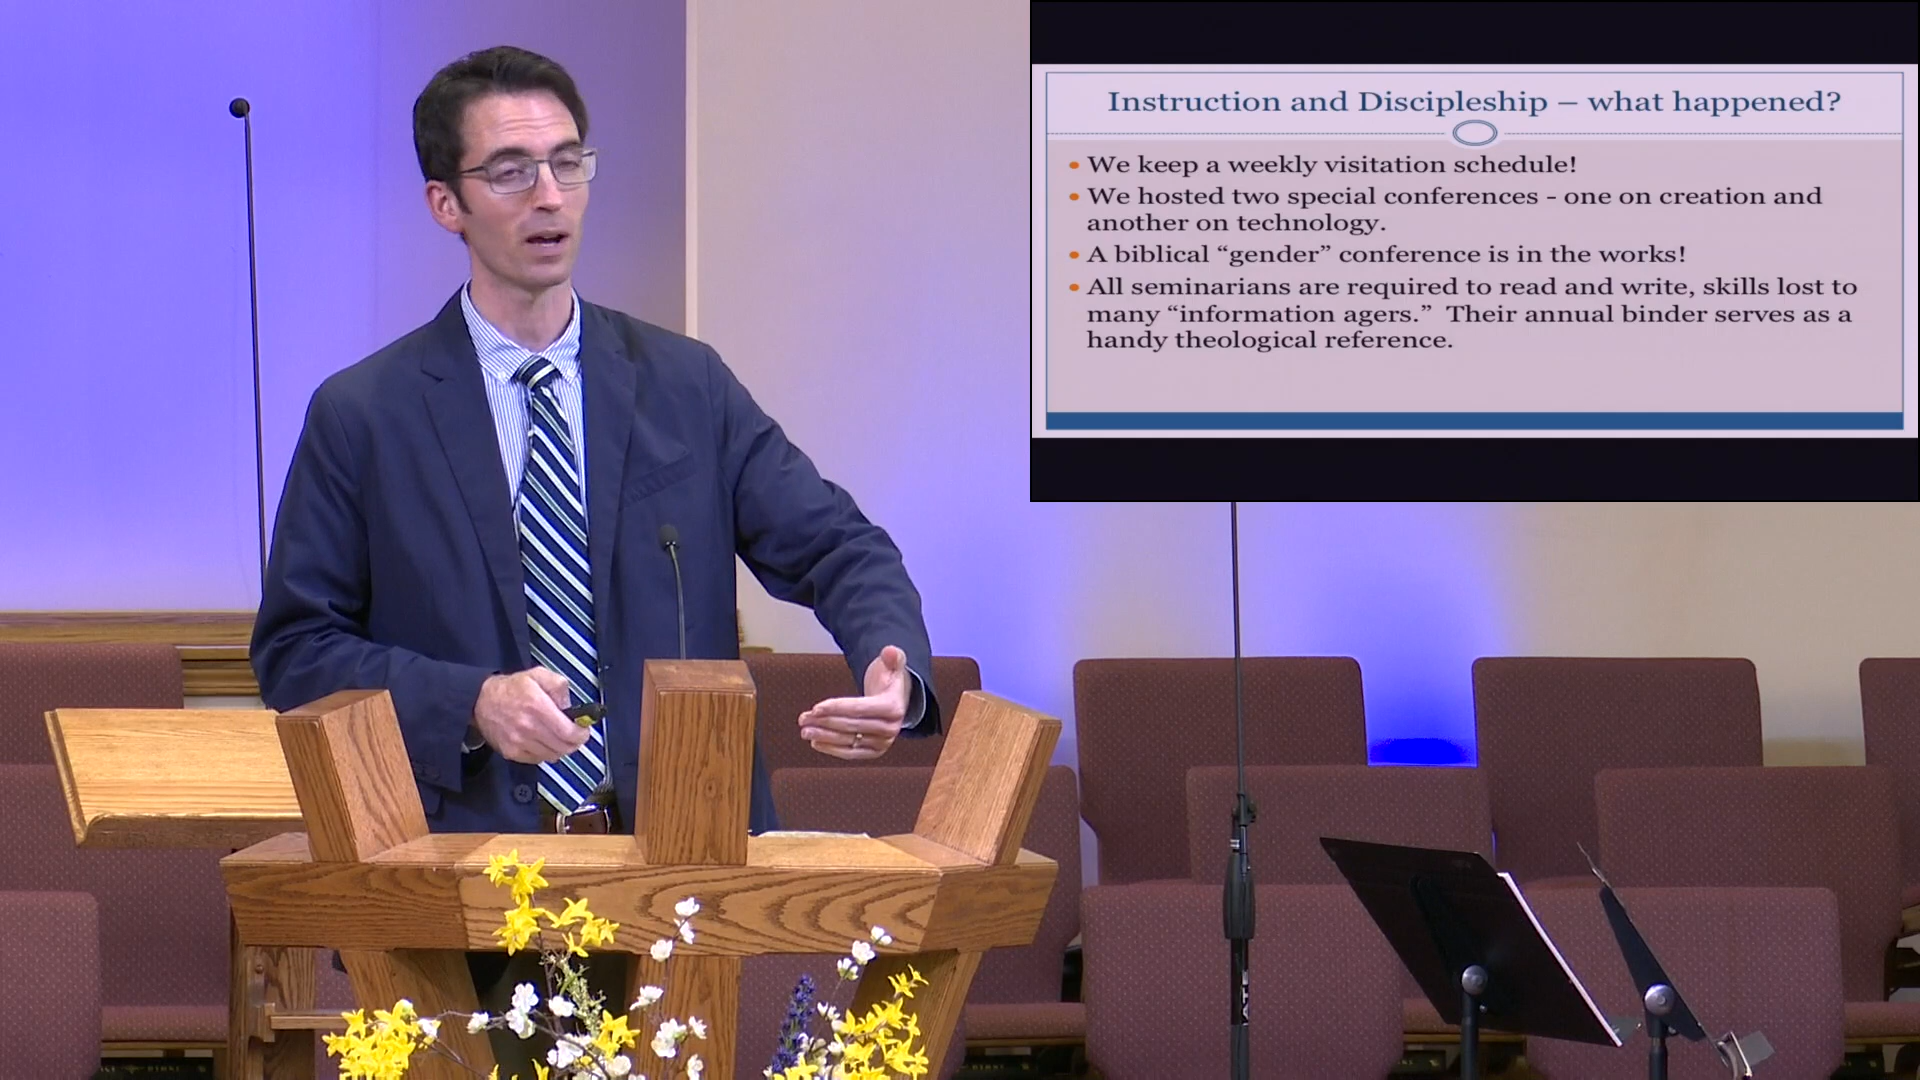 Instruction and Discipleship – what happened?
• We keep a weekly visitation schedule!
• We hosted two special conferences - one on creation and
another on technology.
• A biblical “gender” conference is in the works!
• All seminarians are required to read and write, skills lost to
many “information agers.”  Their annual binder serves as a
handy theological reference.